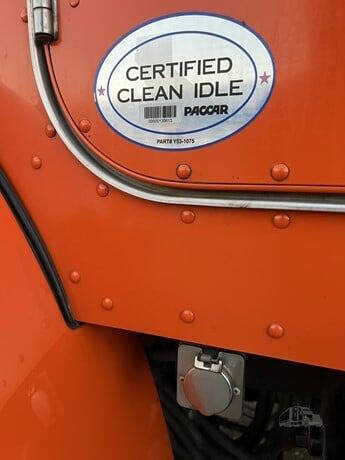 CERTIFIED
CLEAN IDLE
PACCAR
PART# Y53-1075